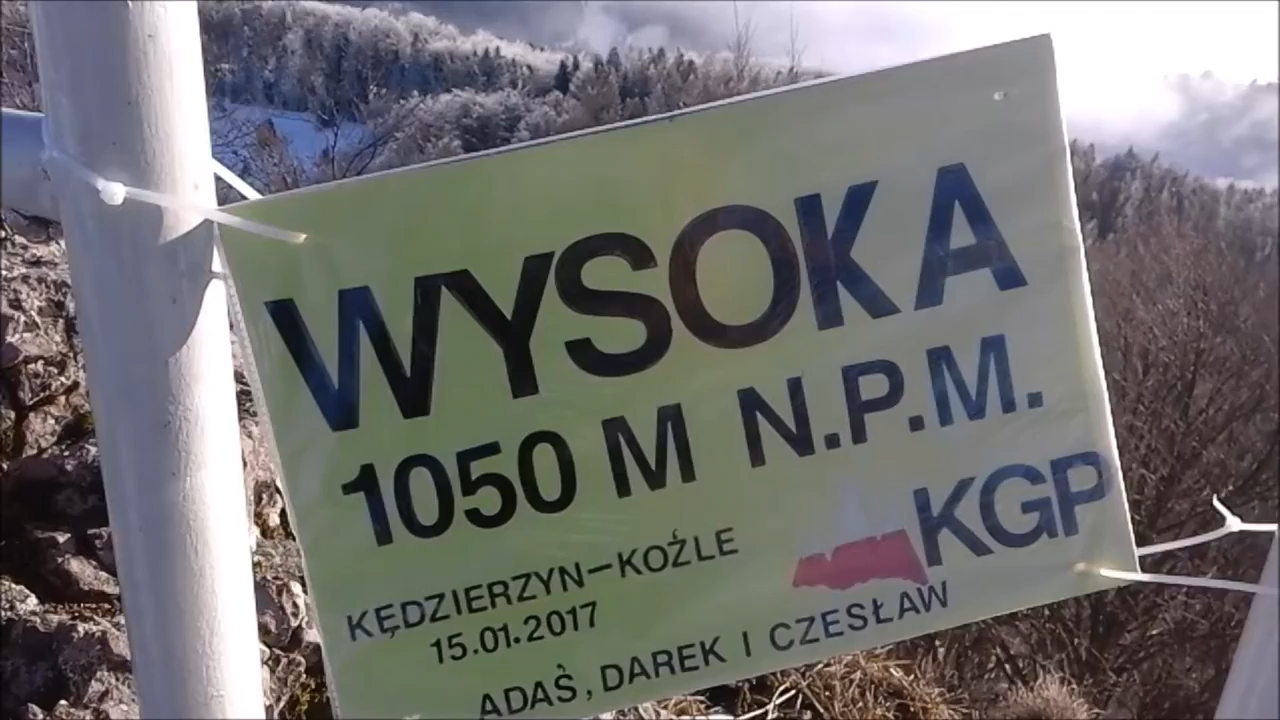 WYSOKA
1050 M N.P.M.
KGP
KĘDZIERZYN-KOŹLE
15.01.2017
ADAŚ, DAREK I CZESŁAW